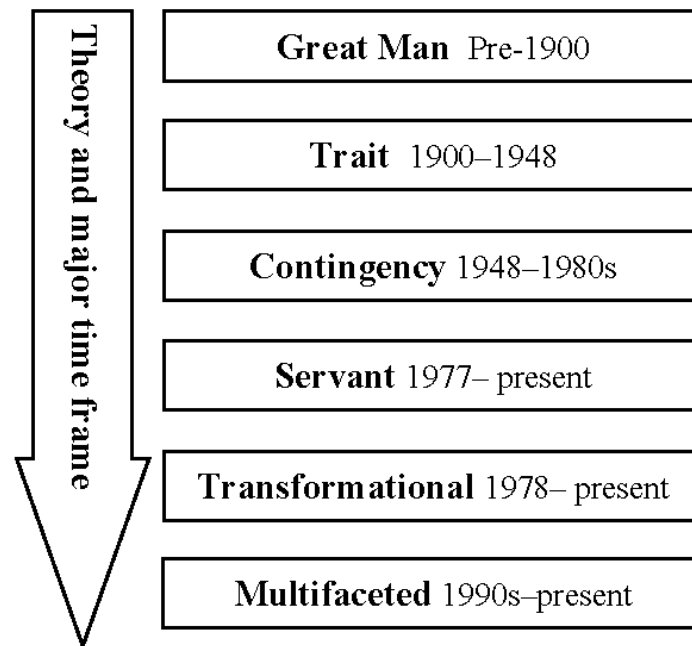 Theory and major time frame
Great Man Pre-1900
Trait 1900–1948
Contingency 1948–1980s
Servant 1977– present
Transformational 1978– present
Multifaceted 1990s–present